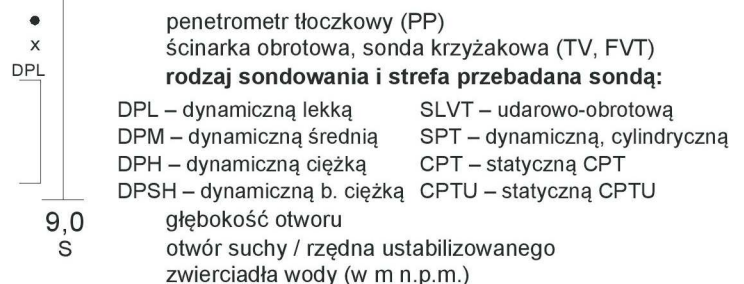 ● penetrometr tłoczkowy (PP)
x ścinarka obrotowa, sonda krzyżakowa (TV, FVT)
DPL rodzaj sondowania i strefa przebadana sondą:
DPL – dynamiczną lekką SLVT – udarowo-obrotową
DPM – dynamiczną średnią SPT – dynamiczną, cylindryczną
DPH – dynamiczną ciężką CPT – statyczną CPT
DPSH – dynamiczną b. ciężką CPTU – statyczną CPTU
9,0 głębokość otworu
S otwór suchy / rzędna ustabilizowanego
zwierciadła wody (w m n.p.m.)